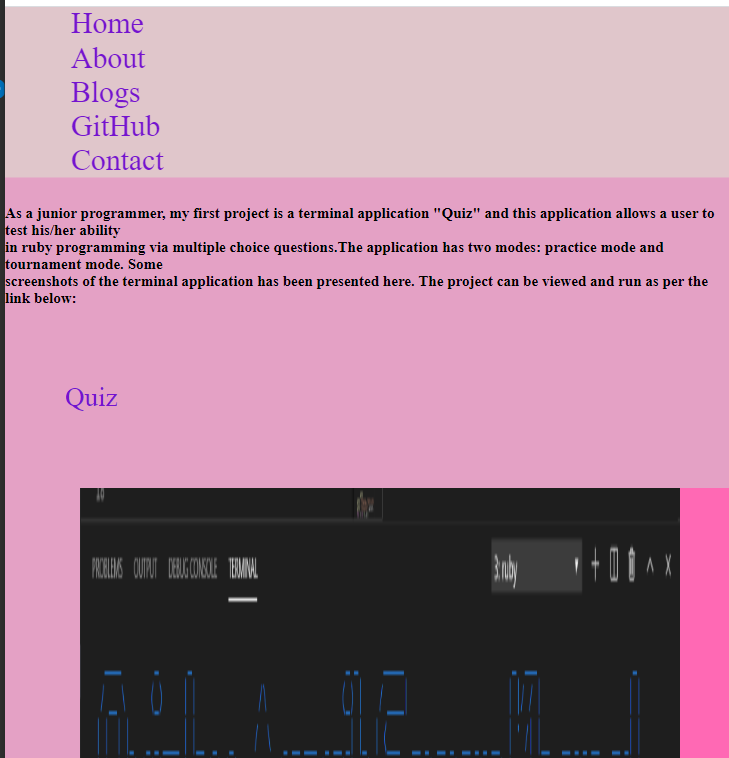 Home
About
Blogs
GitHub
Contact
As a junior programmer, my first project is a terminal application "Quiz" and this application allows a user to
test his/her ability
in ruby programming via multiple choice questions.The application has two modes: practice mode and
tournament mode. Some
screenshots of the terminal application has been presented here. The project can be viewed and run as per the
link below:
Quiz
PROBLEMS OUTPUT DEBUG CONSOLE TERMINAL 3: ruby